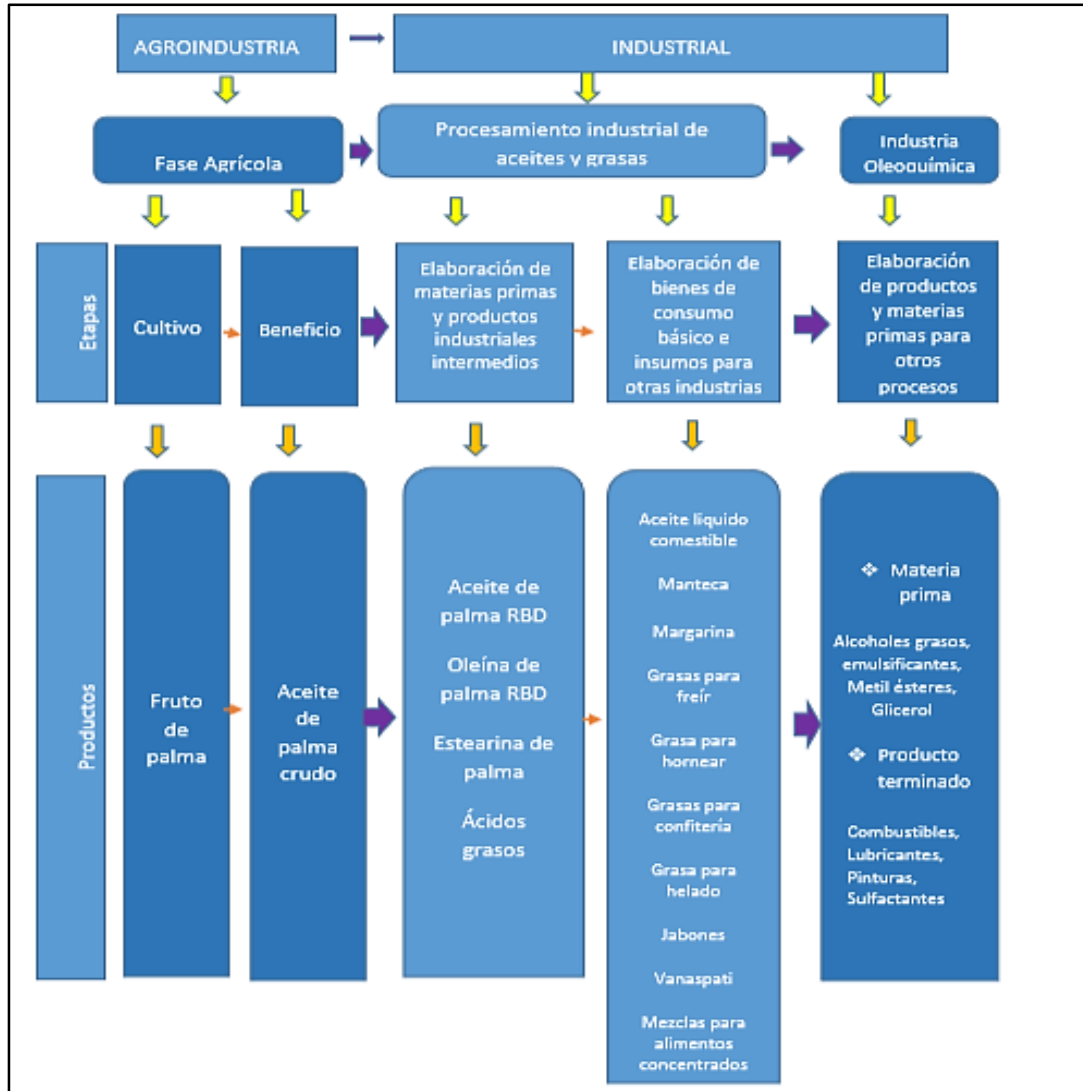 AGROINDUSTRIA
INDUSTRIAL
Fase Agrícola
Procesamiento industrial de
aceites y grasas
Industria
Oleoquímica
Etapas
Cultivo
Beneficio
Elaboración de
materias primas
y productos
industriales
intermedios
Elaboración de
bienes de
consumo
básico e
insumos para
otras industrias
Elaboración
de productos
y materias
primas para
otros
procesos
Productos
Fruto
de
palma
Aceite
de
palma
crudo
Aceite de
palma RBD
Oleína de
palma RBD
Estearina de
palma
Ácidos
grasos
Aceite liquido
comestible
Manteca
Margarina
Grasas para
freír
Grasa para
hornear
Grasas para
confitería
Grasa para
helado
Jabones
Vanaspati
Mezclas para
alimentos
concentrados
❖ Materia
prima
Alcoholes grasos,
emulsificantes,
Metil ésteres,
Glicerol
❖ Producto
terminado
Combustibles,
Lubricantes,
Pinturas,
Sulfactantes